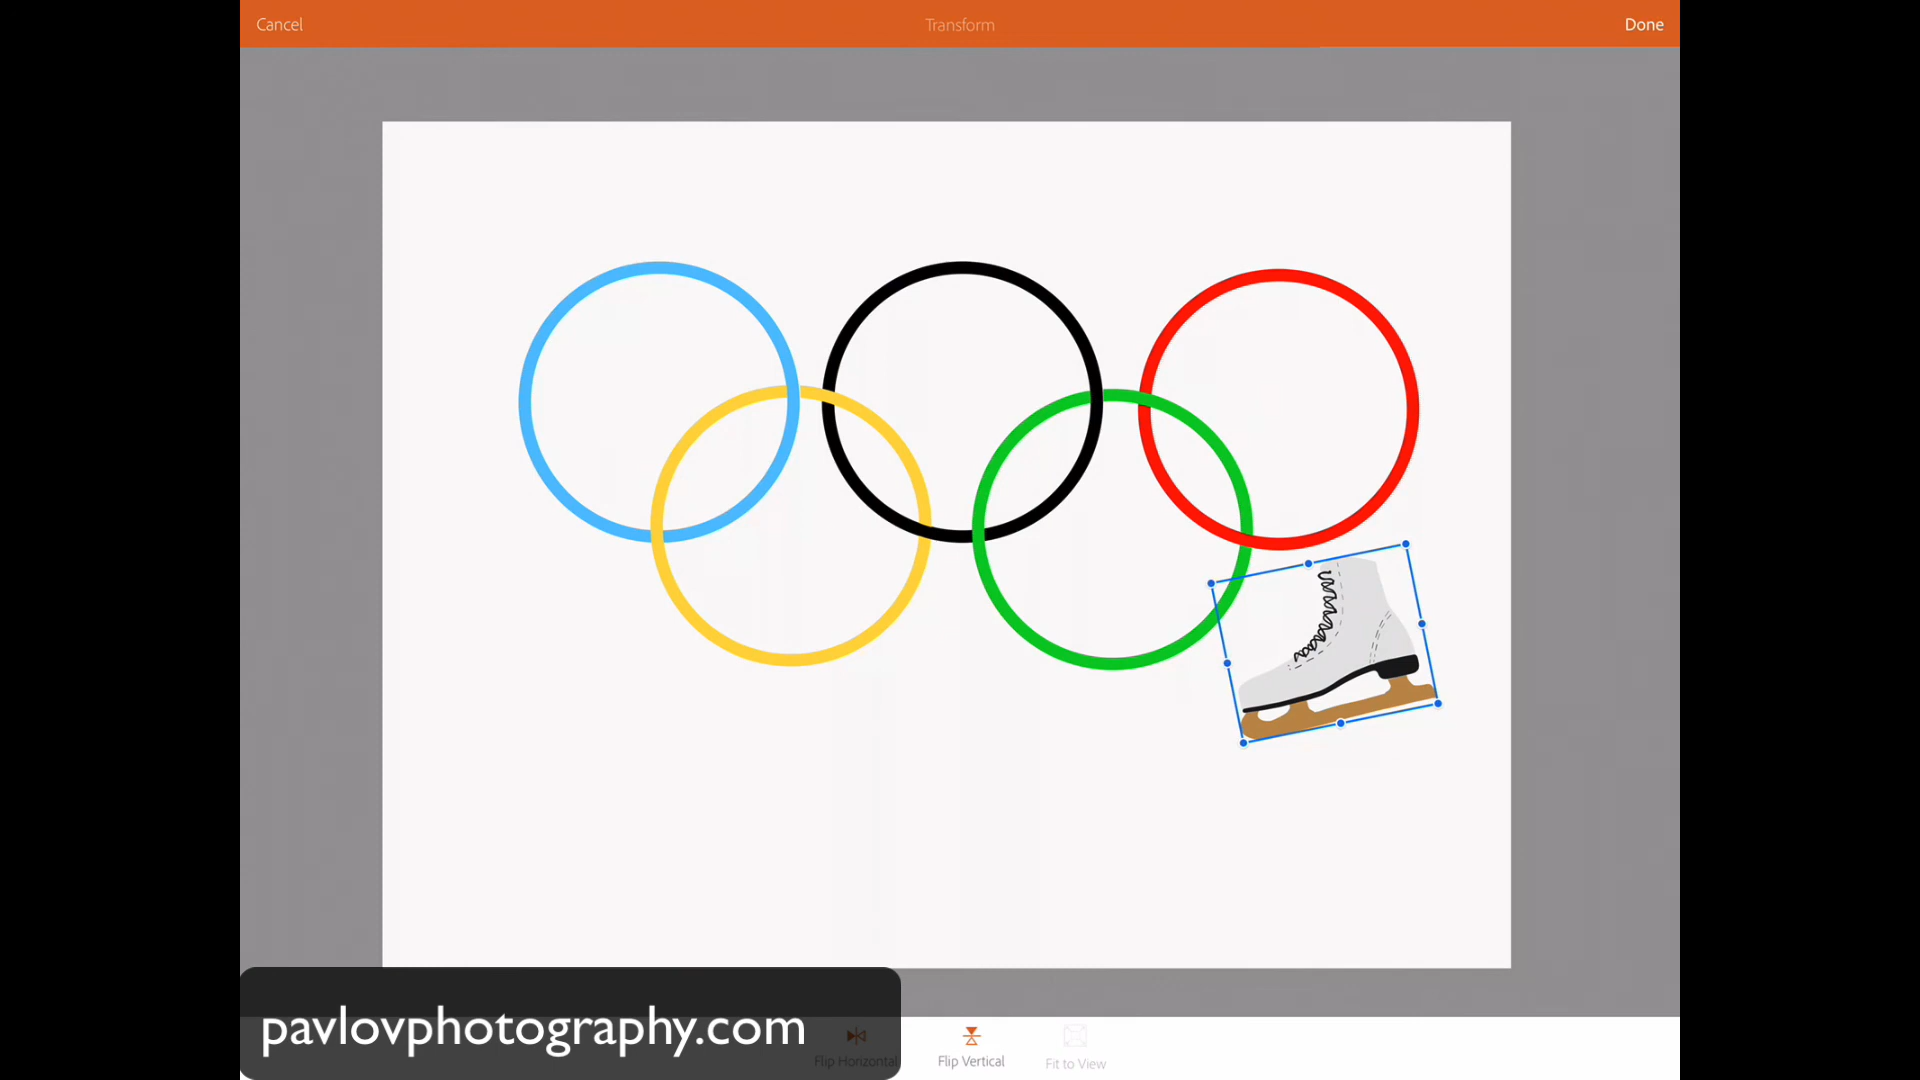 Cancel
Transform
Done
pavlovphotography.com
Flip Horizontal
Flip Vertical
Fit to View